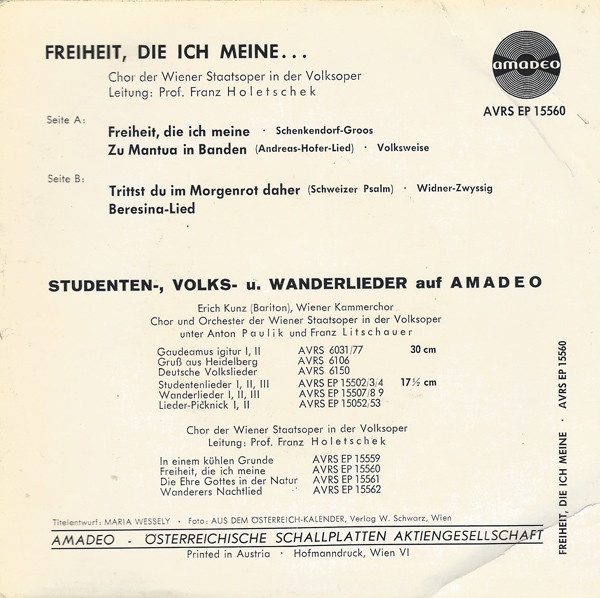 FREIHEIT, DIE ICH MEINE...
Chor der Wiener Staatsoper in der Volksoper
Leitung: Prof. Franz Holetschek
amadeo
AVRS EP 15560
Seite A:
Freiheit, die ich meine · Schenkendorf-Groos
Zu Mantua in Banden (Andreas-Hofer-Lied) · Volksweise
Seite B:
Trittst du im Morgenrot daher (Schweizer Psalm) · Widner-Zwyssig
Beresina-Lied
STUDENTEN-, VOLKS- u. WANDERLIEDER auf AMADEO
Erich Kunz (Bariton), Wiener Kammerchor
Chor und Orchester der Wiener Staatsoper in der Volksoper
unter Anton Paulik und Franz Litschauer
Gaudeamus igitur I, II AVRS 6031/77 30 cm
Gruß aus Heidelberg AVRS 6106
Deutsche Volkslieder AVRS 6150
Studentenlieder I, II, III AVRS EP 15502/3/4 17½ cm
Wanderlieder I, II, III AVRS EP 15507/8 9
Lieder-Picknick I, II AVRS EP 15052/53
Chor der Wiener Staatsoper in der Volksoper
Leitung: Prof. Franz Holetschek
In einem kühlen Grunde AVRS EP 15559
Freiheit, die ich meine AVRS EP 15560
Die Ehre Gottes in der Natur AVRS EP 15561
Wanderers Nachtlied AVRS EP 15562
Titelentwurf: MARIA WESSELY · Foto: AUS DEM ÖSTERREICH-KALENDER, Verlag W. Schwarz, Wien
AMADEO - ÖSTERREICHISCHE SCHALLPLATTEN AKTIENGESELLSCHAFT
Printed in Austria · Hofmanndruck, Wien VI
FREIHEIT, DIE ICH MEINE · AVRS EP 15560